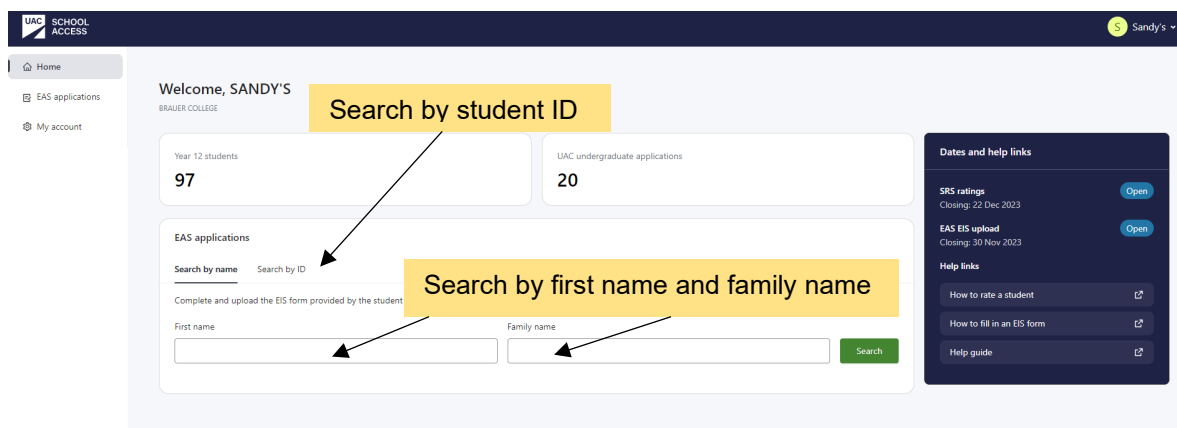 UAC SCHOOL
ACCESS
S Sandy's
Home
EAS applications
My account
Welcome, SANDY'S
BRAUER COLLEGE
Search by student ID
Year 12 students
97
UAC undergraduate applications
20
EAS applications
Search by name Search by ID
Search by first name and family name
Complete and upload the EIS form provided by the student
First name
Family name
Search
Dates and help links
SRS ratings
Open
Closing: 22 Dec 2023
EAS EIS upload
Open
Closing: 30 Nov 2023
Help links
How to rate a student
How to fill in an EIS form
Help guide